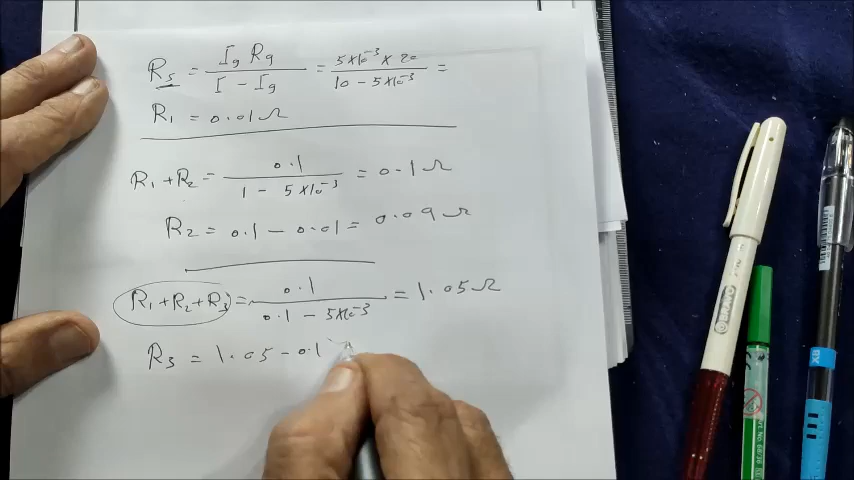 Rs = Ig Rg / I - Ig = 5×10⁻³ × 20 / 10 - 5×10⁻³ =
R1 = 0.01 Ω
R1 + R2 = 0.1 / 1 - 5×10⁻³ = 0.1 Ω
R2 = 0.1 - 0.01 = 0.09 Ω
R1 + R2 + R3 = 0.1 / 0.1 - 5×10⁻³ = 1.05 Ω
R3 = 1.05 - 0.1
XB